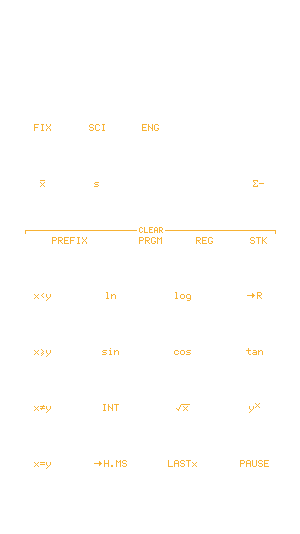 FIX SCI ENG
x̅ s Σ-
CLEAR
PREFIX PRGM REG STK
x<y ln log →R
x≥y sin cos tan
x≠y INT √x yˣ
x=y →H.MS LASTx PAUSE